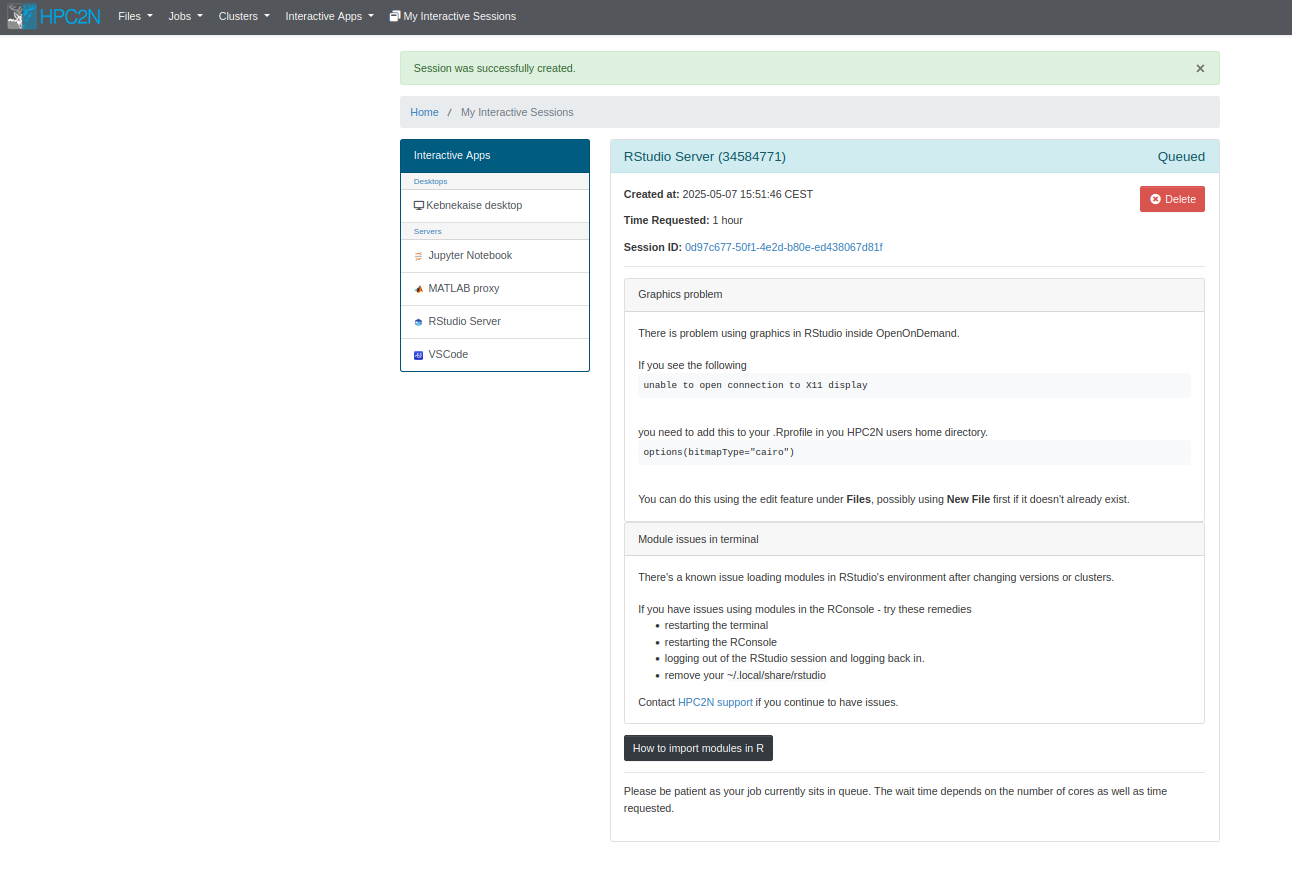 HPC2N Files Jobs Clusters Interactive Apps My Interactive Sessions
Session was successfully created. ×
Home / My Interactive Sessions
Interactive Apps
Desktops
Kebnekaise desktop
Servers
Jupyter Notebook
MATLAB proxy
RStudio Server
VSCode
RStudio Server (34584771) Queued
Created at: 2025-05-07 15:51:46 CEST
Delete
Time Requested: 1 hour
Session ID: 0d97c677-50f1-4e2d-b80e-ed438067d81f
Graphics problem
There is problem using graphics in RStudio inside OpenOnDemand.
If you see the following
unable to open connection to X11 display
you need to add this to your .Rprofile in you HPC2N users home directory.
options(bitmapType="cairo")
You can do this using the edit feature under Files, possibly using New File first if it doesn't already exist.
Module issues in terminal
There's a known issue loading modules in RStudio's environment after changing versions or clusters.
If you have issues using modules in the RConsole - try these remedies
• restarting the terminal
• restarting the RConsole
• logging out of the RStudio session and logging back in.
• remove your ~/.local/share/rstudio
Contact HPC2N support if you continue to have issues.
How to import modules in R
Please be patient as your job currently sits in queue. The wait time depends on the number of cores as well as time
requested.